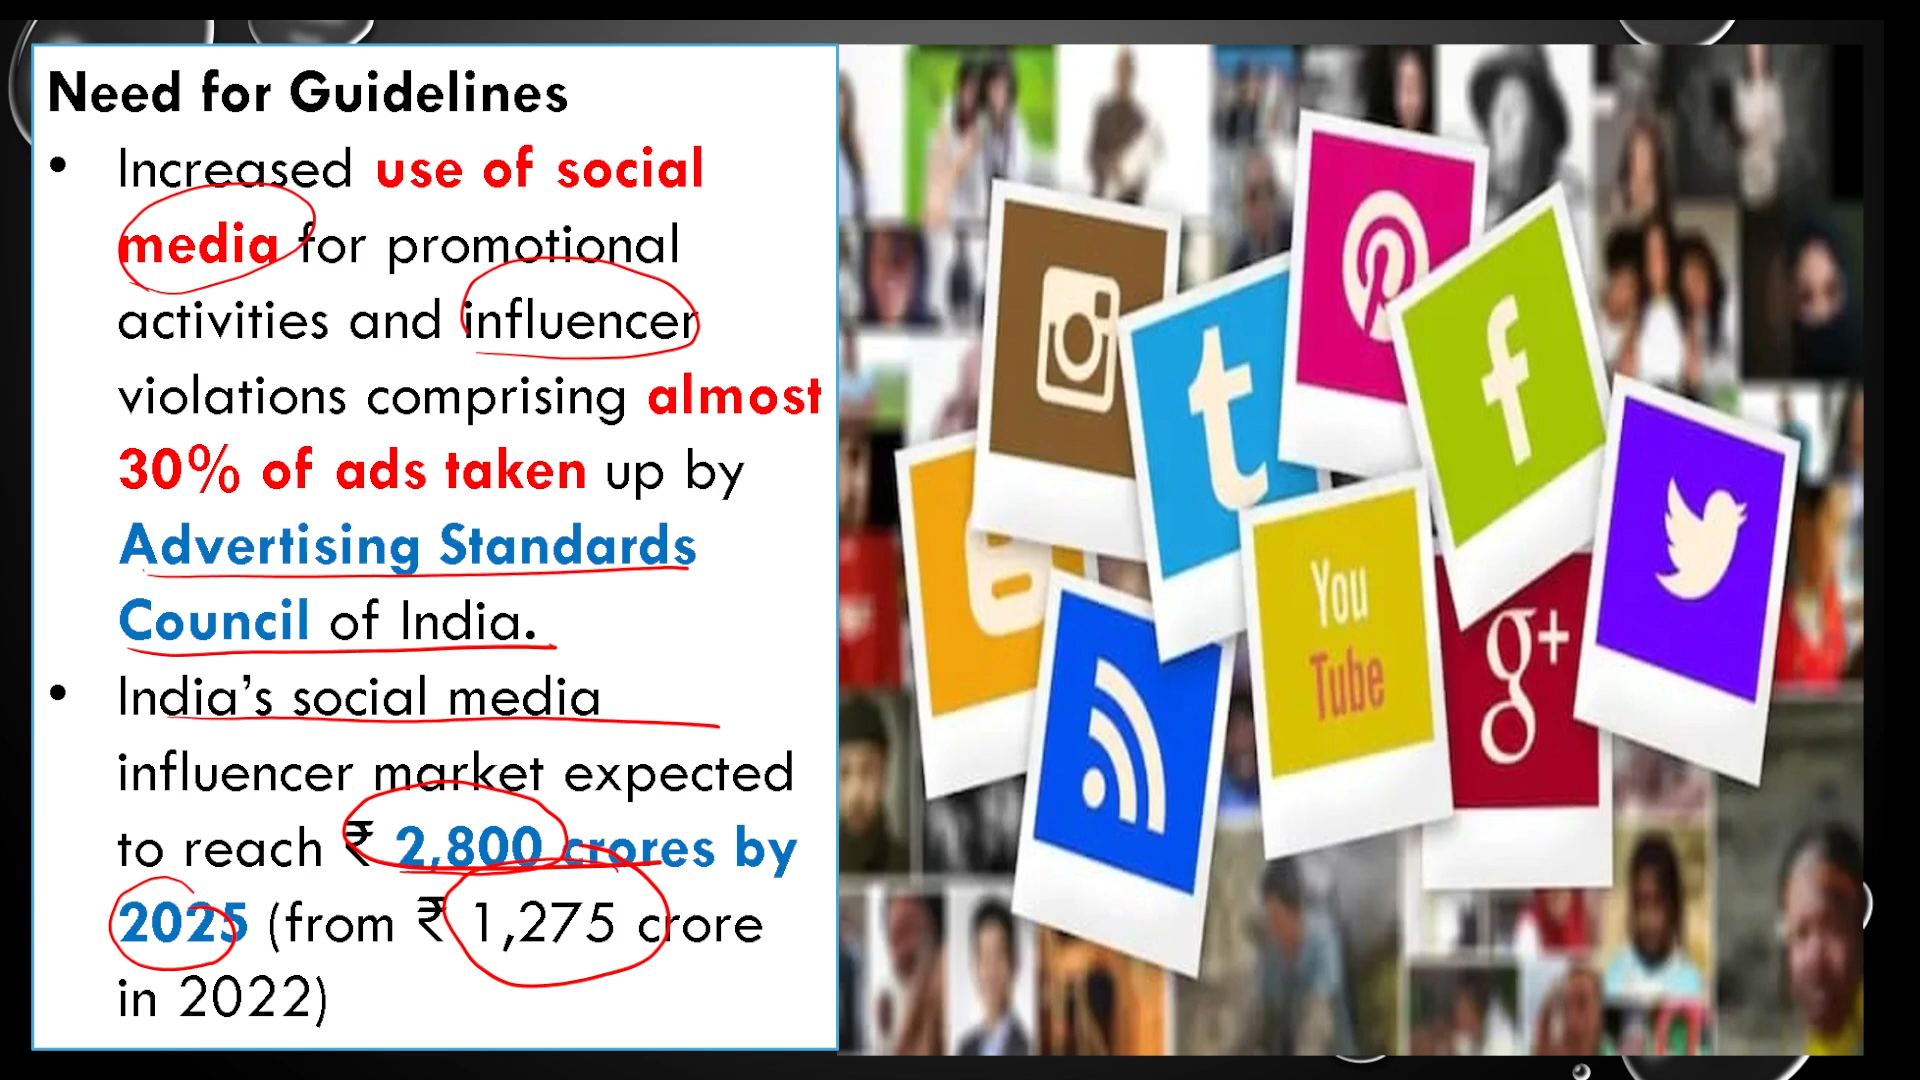 Need for Guidelines
• Increased use of social
media for promotional
activities and influencer
violations comprising almost
30% of ads taken up by
Advertising Standards
Council of India.
• India’s social media
influencer market expected
to reach ₹ 2,800 crores by
2025 (from ₹ 1,275 crore
in 2022)
t
f
You
Tube
g+